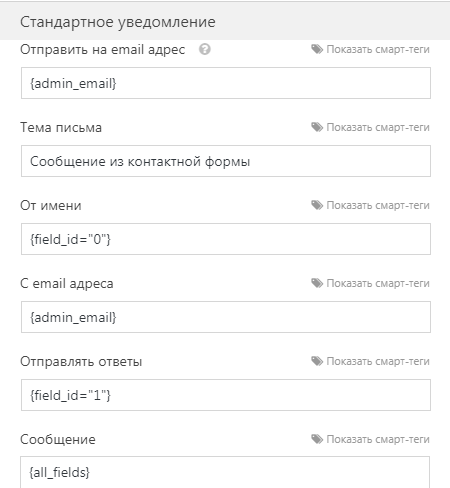 Стандартное уведомление
Отправить на email адрес Показать смарт-теги
{admin_email}
Тема письма Показать смарт-теги
Сообщение из контактной формы
От имени Показать смарт-теги
{field_id="0"}
С email адреса Показать смарт-теги
{admin_email}
Отправлять ответы Показать смарт-теги
{field_id="1"}
Сообщение Показать смарт-теги
{all_fields}